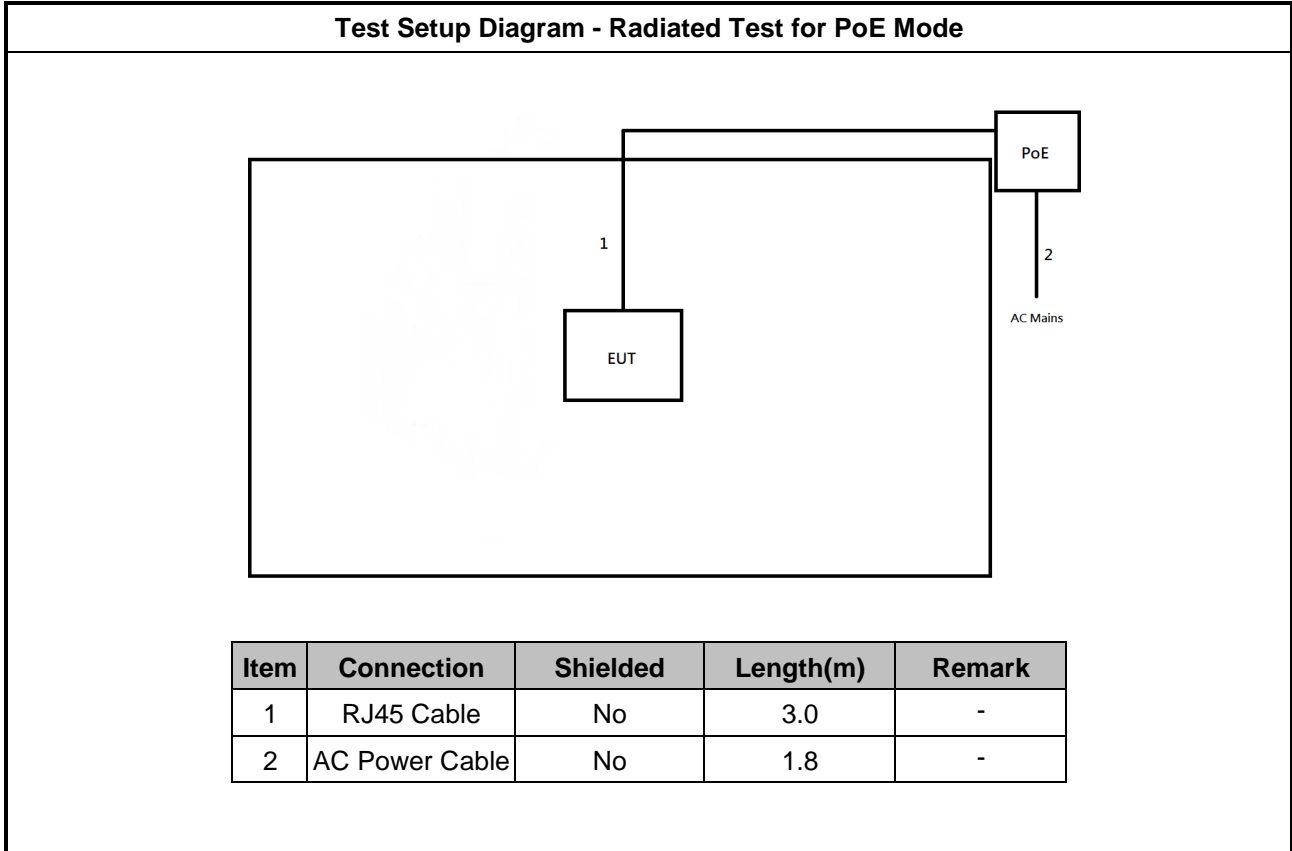 Test Setup Diagram - Radiated Test for PoE Mode
PoE
1
2
AC Mains
EUT
Item Connection Shielded Length(m) Remark
1 RJ45 Cable No 3.0 -
2 AC Power Cable No 1.8 -